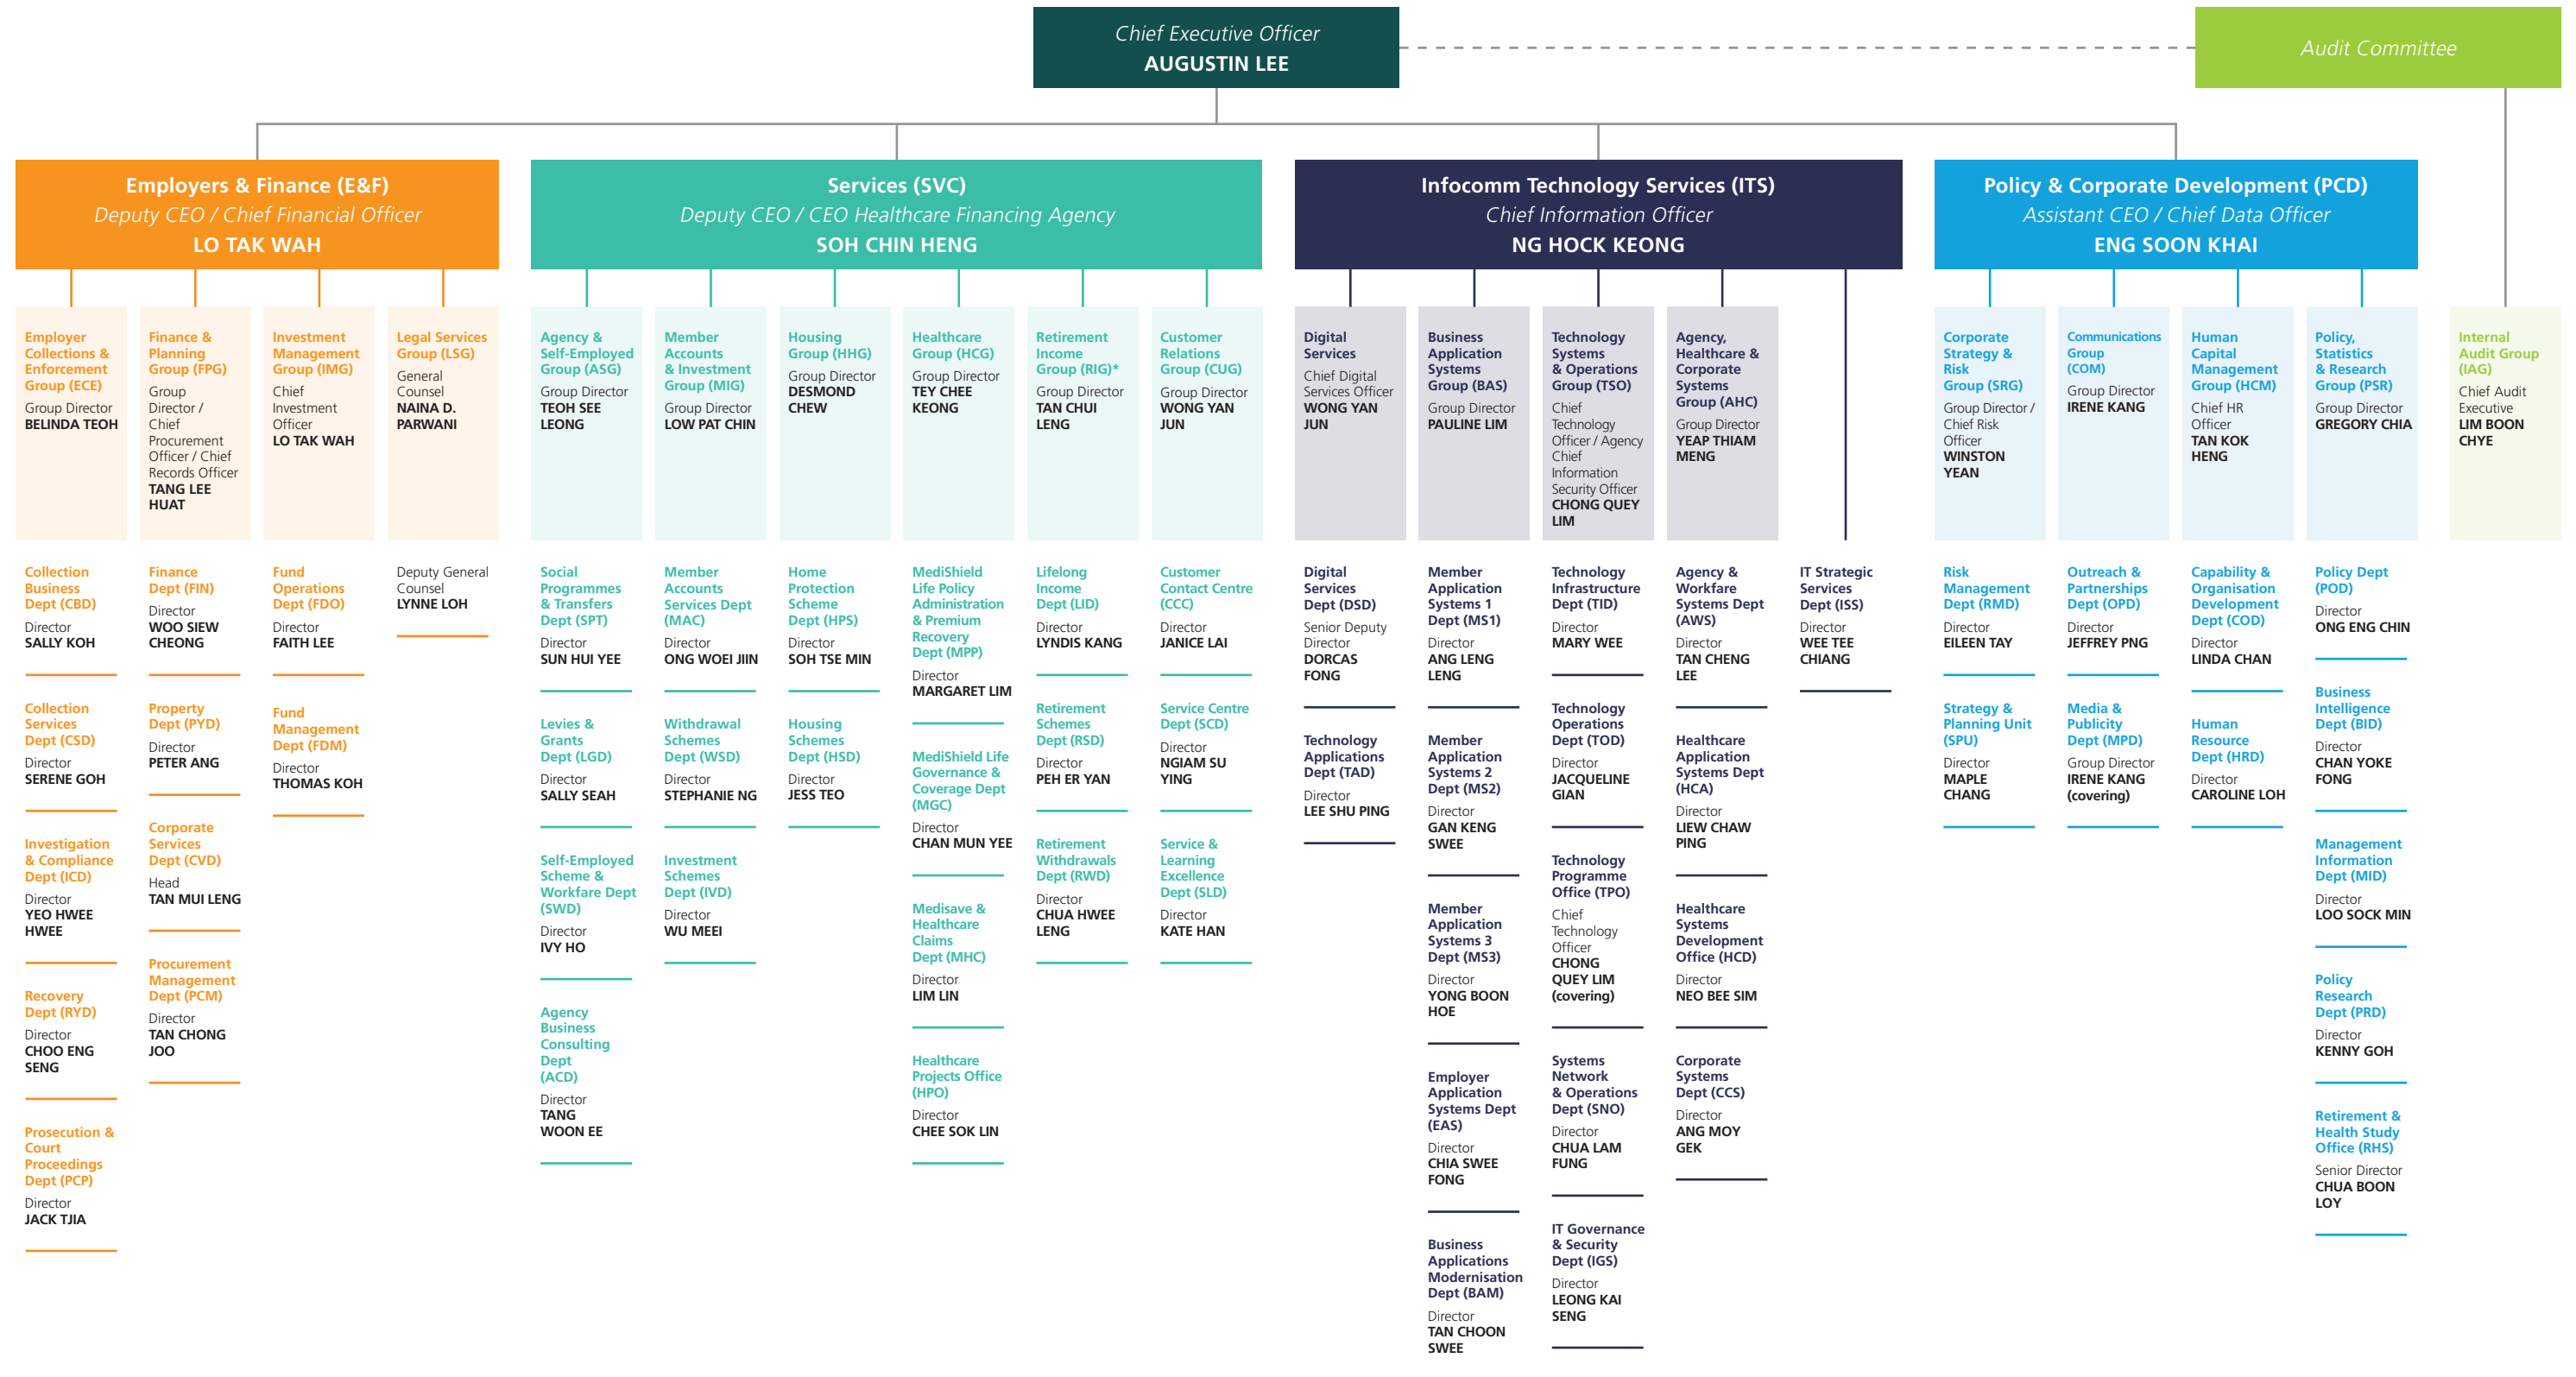 Chief Executive Officer
AUGUSTIN LEE
Audit Committee
Employers & Finance (E&F)
Deputy CEO / Chief Financial Officer
LO TAK WAH
Services (SVC)
Deputy CEO / CEO Healthcare Financing Agency
SOH CHIN HENG
Infocomm Technology Services (ITS)
Chief Information Officer
NG HOCK KEONG
Policy & Corporate Development (PCD)
Assistant CEO / Chief Data Officer
ENG SOON KHAI
Employer
Collections &
Enforcement
Group (ECE)
Group Director
BELINDA TEOH
Finance &
Planning
Group (FPG)
Group
Director /
Chief
Procurement
Officer / Chief
Records Officer
TANG LEE
HUAT
Investment
Management
Group (IMG)
Chief
Investment
Officer
LO TAK WAH
Legal Services
Group (LSG)
General
Counsel
NAINA D.
PARWANI
Agency &
Self-Employed
Group (ASG)
Group Director
TEOH SEE
LEONG
Member
Accounts
& Investment
Group (MIG)
Group Director
LOW PAT CHIN
Housing
Group (HHG)
Group Director
DESMOND
CHEW
Healthcare
Group (HCG)
Group Director
TEY CHEE
KEONG
Retirement
Income
Group (RIG)*
Group Director
TAN CHUI
LENG
Customer
Relations
Group (CUG)
Group Director
WONG YAN
JUN
Digital
Services
Chief Digital
Services Officer
WONG YAN
JUN
Business
Application
Systems
Group (BAS)
Group Director
PAULINE LIM
Technology
Systems
& Operations
Group (TSO)
Chief
Technology
Officer / Agency
Chief
Information
Security Officer
CHONG QUEY
LIM
Agency,
Healthcare &
Corporate
Systems
Group (AHC)
Group Director
YEAP THIAM
MENG
Corporate
Strategy &
Risk
Group (SRG)
Group Director /
Chief Risk
Officer
WINSTON
YEAN
Communications
Group
(COM)
Group Director
IRENE KANG
Human
Capital
Management
Group (HCM)
Chief HR
Officer
TAN KOK
HENG
Policy,
Statistics
& Research
Group (PSR)
Group Director
GREGORY CHIA
Internal
Audit Group
(IAG)
Chief Audit
Executive
LIM BOON
CHYE
Collection
Business
Dept (CBD)
Director
SALLY KOH
Collection
Services
Dept (CSD)
Director
SERENE GOH
Investigation
& Compliance
Dept (ICD)
Director
YEO HWEE
HWEE
Recovery
Dept (RYD)
Director
CHOO ENG
SENG
Prosecution &
Court
Proceedings
Dept (PCP)
Director
JACK TJIA
Finance
Dept (FIN)
Director
WOO SIEW
CHEONG
Property
Dept (PYD)
Director
PETER ANG
Corporate
Services
Dept (CVD)
Head
TAN MUI LENG
Procurement
Management
Dept (PCM)
Director
TAN CHONG
JOO
Fund
Operations
Dept (FDO)
Director
FAITH LEE
Fund
Management
Dept (FDM)
Director
THOMAS KOH
Deputy General
Counsel
LYNNE LOH
Social
Programmes
& Transfers
Dept (SPT)
Director
SUN HUI YEE
Levies &
Grants
Dept (LGD)
Director
SALLY SEAH
Self-Employed
Scheme &
Workfare Dept
(SWD)
Director
IVY HO
Agency
Business
Consulting
Dept
(ACD)
Director
TANG
WOON EE
Member
Accounts
Services Dept
(MAC)
Director
ONG WOEI JIIN
Withdrawal
Schemes
Dept (WSD)
Director
STEPHANIE NG
Investment
Schemes
Dept (IVD)
Director
WU MEEI
Home
Protection
Scheme
Dept (HPS)
Director
SOH TSE MIN
Housing
Schemes
Dept (HSD)
Director
JESS TEO
MediShield
Life Policy
Administration
& Premium
Recovery
Dept (MPP)
Director
MARGARET LIM
MediShield Life
Governance &
Coverage Dept
(MGC)
Director
CHAN MUN YEE
Medisave &
Healthcare
Claims
Dept (MHC)
Director
LIM LIN
Healthcare
Projects Office
(HPO)
Director
CHEE SOK LIN
Lifelong
Income
Dept (LID)
Director
LYNDIS KANG
Retirement
Schemes
Dept (RSD)
Director
PEH ER YAN
Retirement
Withdrawals
Dept (RWD)
Director
CHUA HWEE
LENG
Customer
Contact Centre
(CCC)
Director
JANICE LAI
Service Centre
Dept (SCD)
Director
NGIAM SU
YING
Service &
Learning
Excellence
Dept (SLD)
Director
KATE HAN
Digital
Services
Dept (DSD)
Senior Deputy
Director
DORCAS
FONG
Technology
Applications
Dept (TAD)
Director
LEE SHU PING
Member
Application
Systems 1
Dept (MS1)
Director
ANG LENG
LENG
Member
Application
Systems 2
Dept (MS2)
Director
GAN KENG
SWEE
Member
Application
Systems 3
Dept (MS3)
Director
YONG BOON
HOE
Employer
Application
Systems Dept
(EAS)
Director
CHIA SWEE
FONG
Business
Applications
Modernisation
Dept (BAM)
Director
TAN CHOON
SWEE
Technology
Infrastructure
Dept (TID)
Director
MARY WEE
Technology
Operations
Dept (TOD)
Director
JACQUELINE
GIAN
Technology
Programme
Office (TPO)
Chief
Technology
Officer
CHONG
QUEY LIM
(covering)
Systems
Network
& Operations
Dept (SNO)
Director
CHUA LAM
FUNG
IT Governance
& Security
Dept (IGS)
Director
LEONG KAI
SENG
Agency &
Workfare
Systems Dept
(AWS)
Director
TAN CHENG
LEE
Healthcare
Application
Systems Dept
(HCA)
Director
LIEW CHAW
PING
Healthcare
Systems
Development
Office (HCD)
Director
NEO BEE SIM
Corporate
Systems
Dept (CCS)
Director
ANG MOY
GEK
IT Strategic
Services
Dept (ISS)
Director
WEE TEE
CHIANG
Risk
Management
Dept (RMD)
Director
EILEEN TAY
Strategy &
Planning Unit
(SPU)
Director
MAPLE
CHANG
Outreach &
Partnerships
Dept (OPD)
Director
JEFFREY PNG
Media &
Publicity
Dept (MPD)
Group Director
IRENE KANG
(covering)
Capability &
Organisation
Development
Dept (COD)
Director
LINDA CHAN
Human
Resource
Dept (HRD)
Director
CAROLINE LOH
Policy Dept
(POD)
Director
ONG ENG CHIN
Business
Intelligence
Dept (BID)
Director
CHAN YOKE
FONG
Management
Information
Dept (MID)
Director
LOO SOCK MIN
Policy
Research
Dept (PRD)
Director
KENNY GOH
Retirement &
Health Study
Office (RHS)
Senior Director
CHUA BOON
LOY